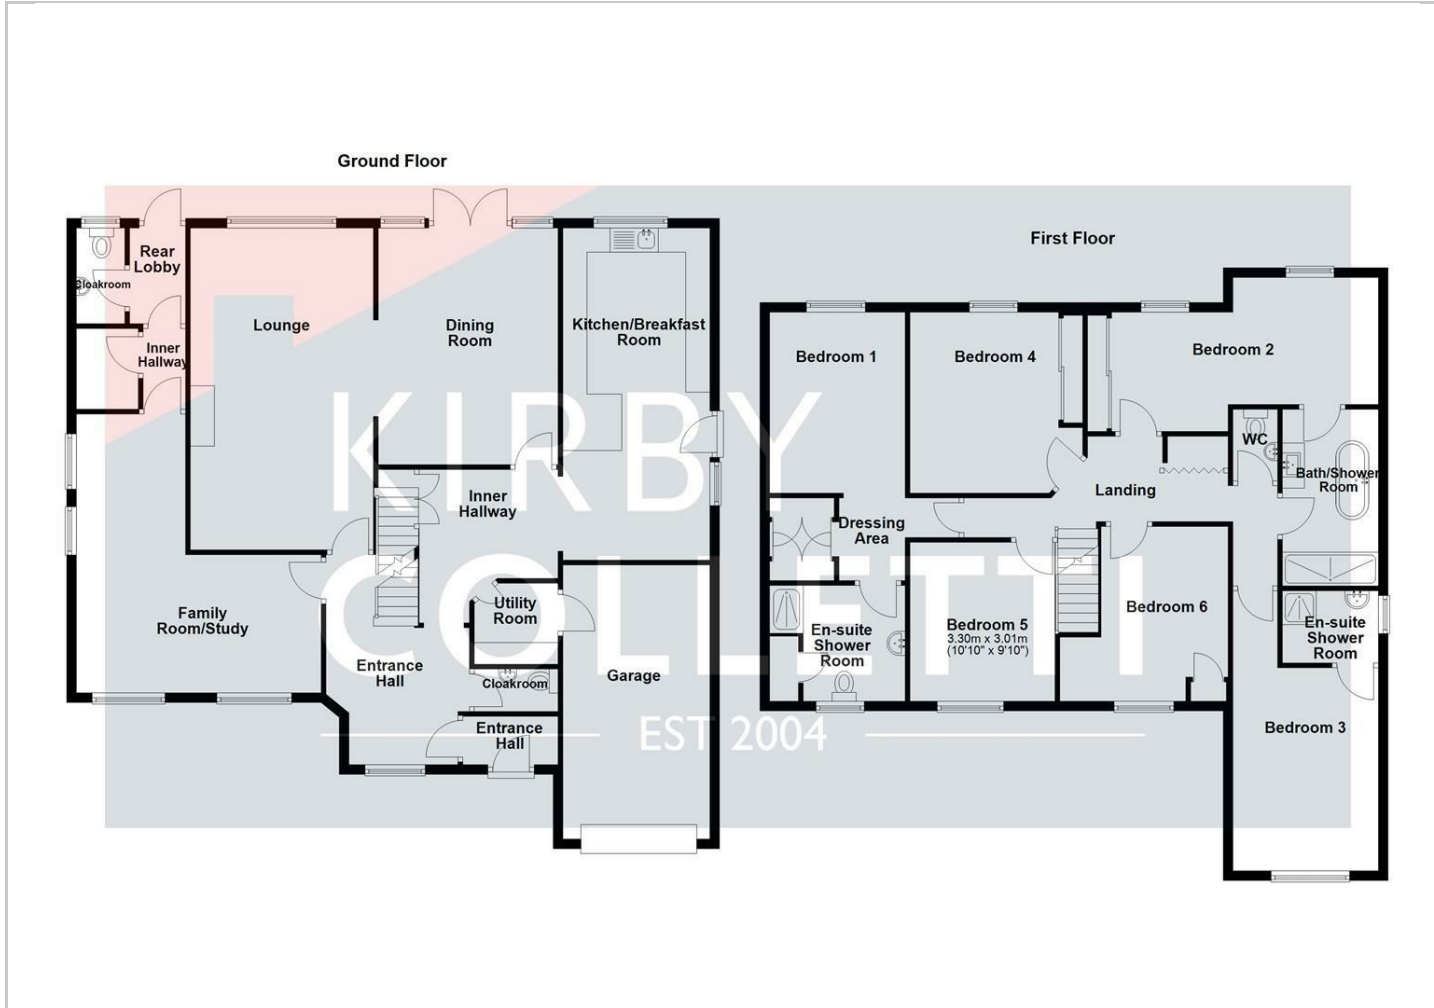 Ground Floor
Rear
Lobby
Cloakroom
Inner
Hallway
Lounge
Dining
Room
Kitchen/Breakfast
Room
Inner
Hallway
Family
Room/Study
Utility
Room
Entrance
Hall
Cloakroom
Garage
Entrance
Hall
First Floor
Bedroom 1
Bedroom 4
Bedroom 2
WC
Bath/Shower
Room
Landing
Dressing
Area
En-suite
Shower
Room
Bedroom 5
3.30m x 3.01m
(10'10" x 9'10")
Bedroom 6
En-suite
Shower
Room
Bedroom 3
KIRBY
COLLETTI
EST 2004